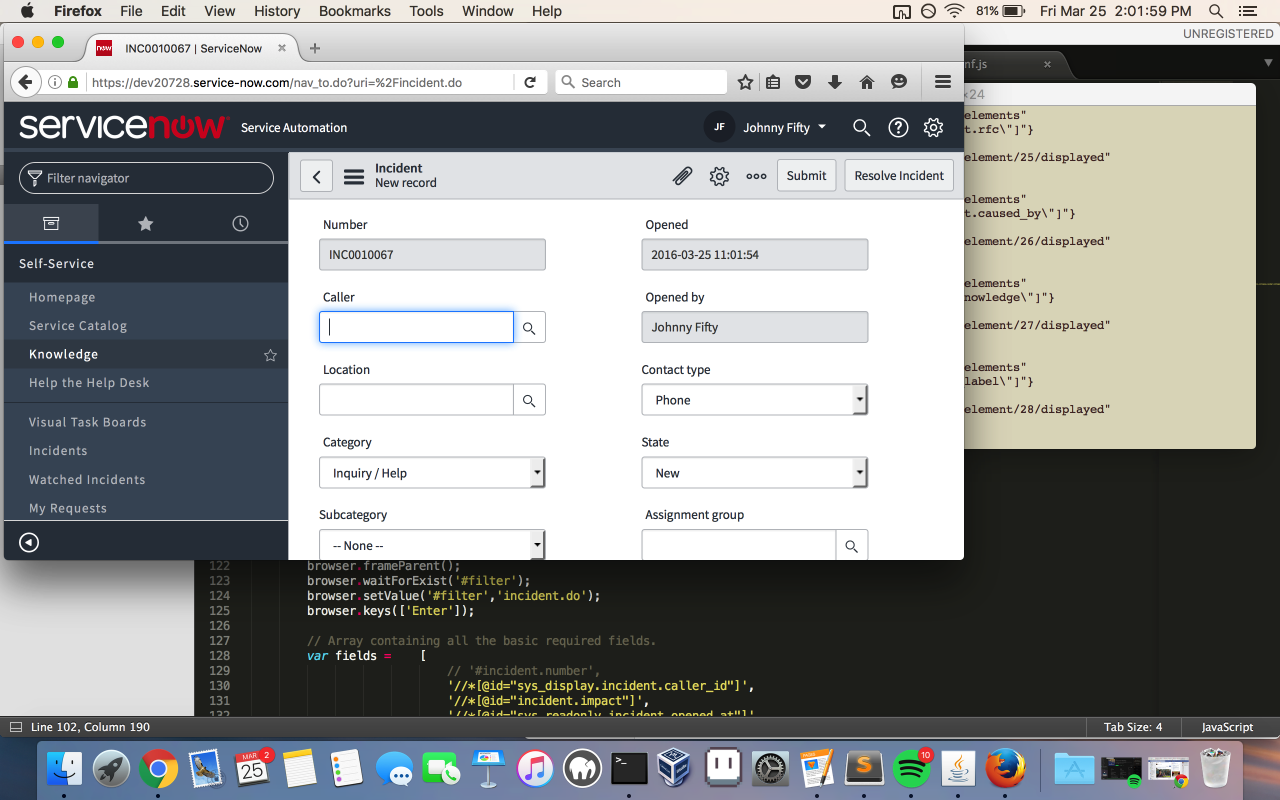 Firefox File Edit View History Bookmarks Tools Window Help 81% Fri Mar 25 2:01:59 PM
UNREGISTERED
now INC0010067 | ServiceNow
nf.js
https://dev20728.service-now.com/nav_to.do?uri=%2Fincident.do
Search
×24
servicenow Service Automation
JF Johnny Fifty
Filter navigator
Incident
New record
Submit
Resolve Incident
Self-Service
Homepage
Service Catalog
Knowledge
Help the Help Desk
Visual Task Boards
Incidents
Watched Incidents
My Requests
Number
INC0010067
Opened
2016-03-25 11:01:54
Caller
Opened by
Johnny Fifty
Location
Contact type
Phone
Category
Inquiry / Help
State
New
Subcategory
-- None --
Assignment group
elements"
t.rfc\"]"}
element/25/displayed"
elements"
t.caused_by\"]"}
element/26/displayed"
elements"
nowledge\"]"}
element/27/displayed"
elements"
label\"]"}
element/28/displayed"
122 browser.frameParent();
123 browser.waitForExist('#filter');
124 browser.setValue('#filter','incident.do');
125 browser.keys(['Enter']);
126
127 // Array containing all the basic required fields.
128 var fields = [
129 // '#incident.number',
130 '//*[@id="sys_display.incident.caller_id"]',
131 '//*[@id="incident.impact"]',
132 '//*[@id="sys_readonly.incident.opened_at"]'
Line 102, Column 190
Tab Size: 4
JavaScript
MAR
25
2
10